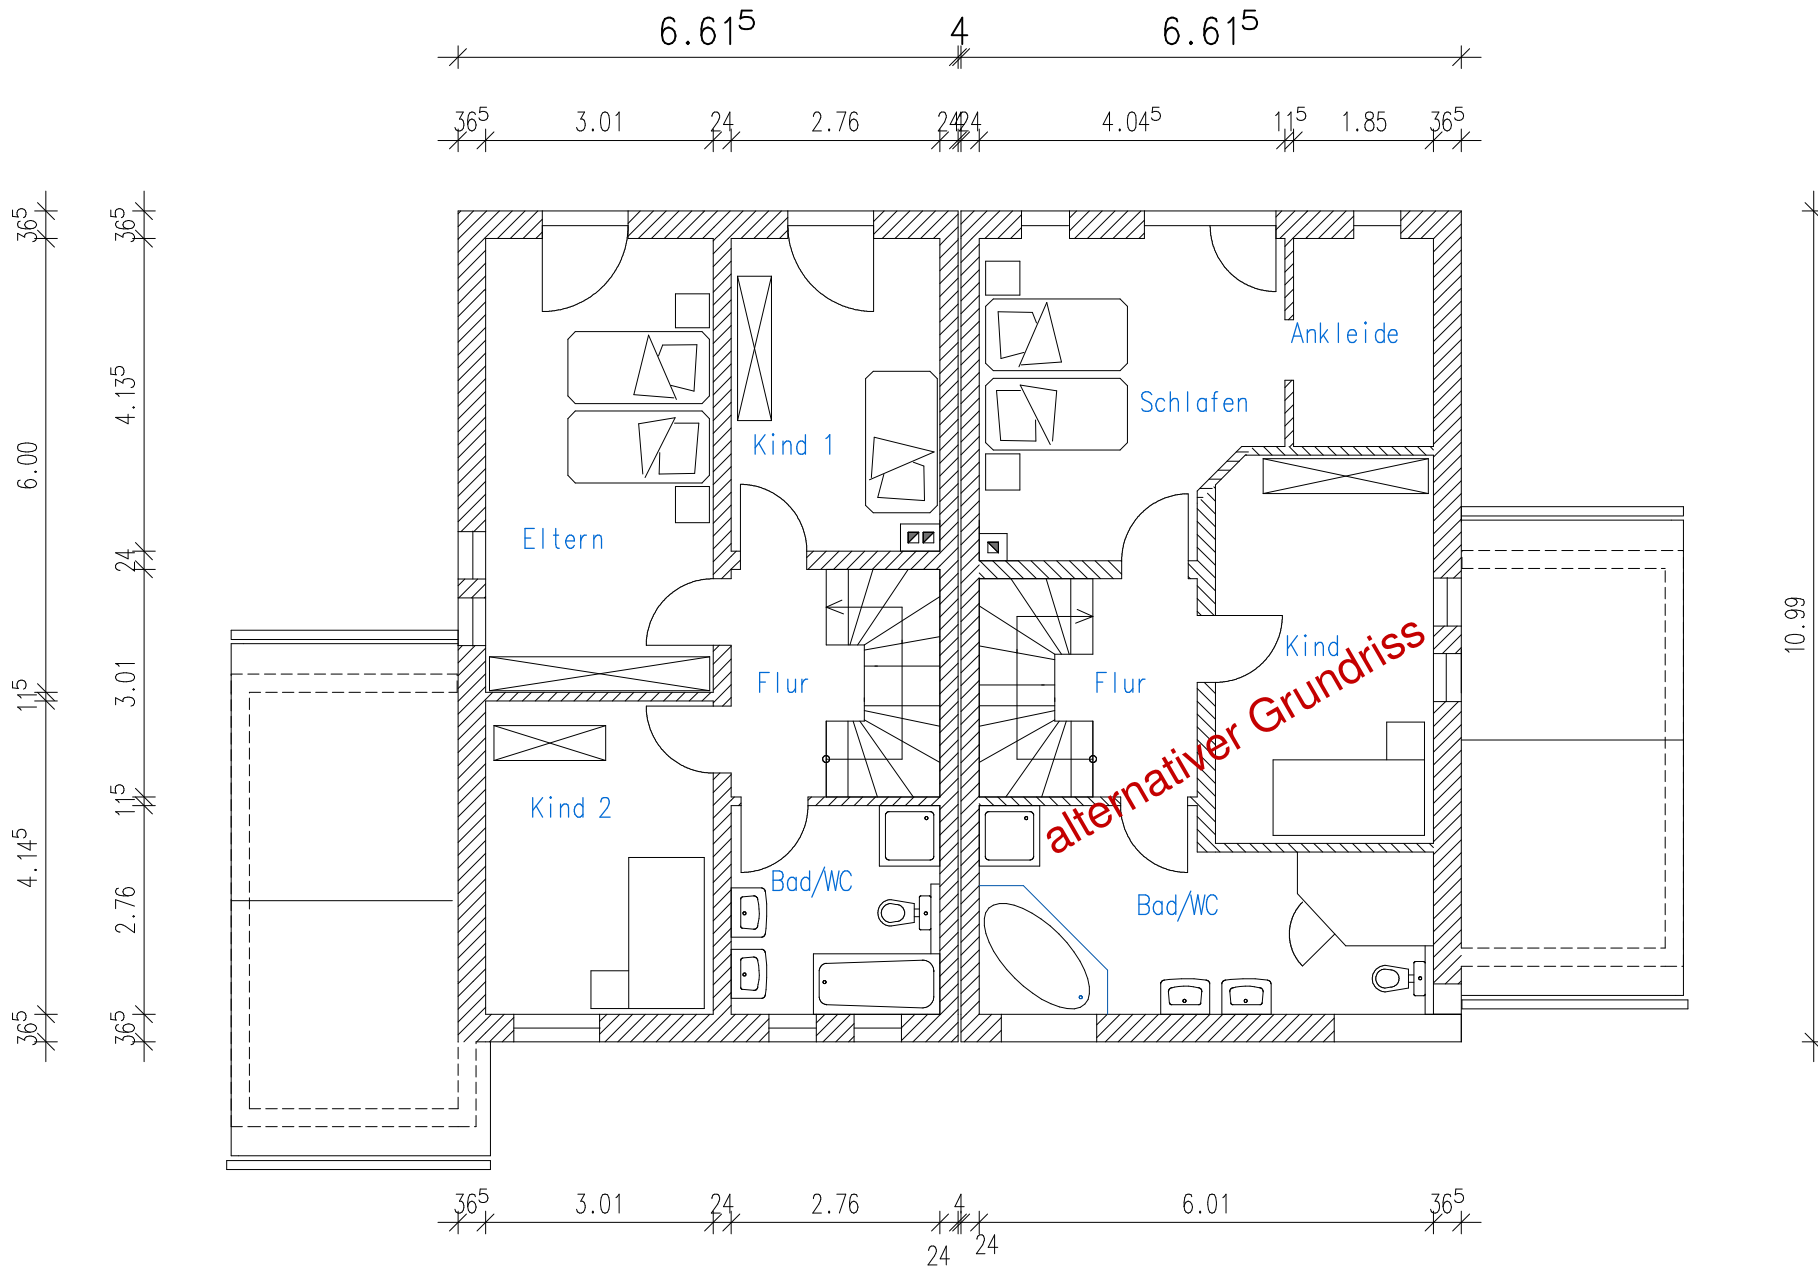 6.61⁵ 4 6.61⁵
36⁵ 3.01 24 2.76 24 4 24 4.04⁵ 11⁵ 1.85 36⁵
36⁵ 6.00 11⁵ 4.14⁵ 36⁵
36⁵ 4.13⁵ 24 3.01 11⁵ 2.76 36⁵
Ankleide
Schlafen
Kind 1
Eltern
Kind
Flur
Flur
alternativer Grundriss
Kind 2
Bad/WC
Bad/WC
10.99
36⁵ 3.01 24 2.76 4 6.01 36⁵
24 24